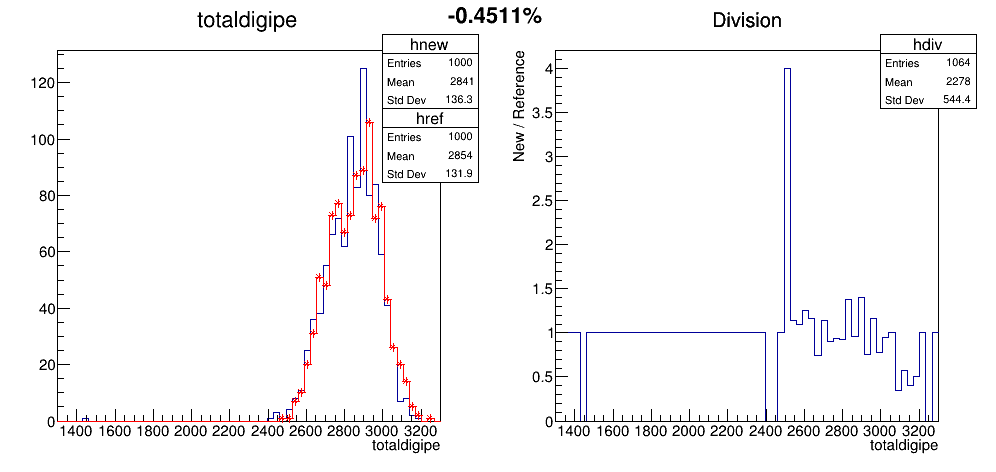 -0.4511%
totaldigipe
hnew
Entries 1000
Mean 2841
Std Dev 136.3
href
Entries 1000
Mean 2854
Std Dev 131.9
120
100
80
60
40
20
0
1400 1600 1800 2000 2200 2400 2600 2800 3000 3200
totaldigipe
Division
hdiv
Entries 1064
Mean 2278
Std Dev 544.4
New / Reference
4
3.5
3
2.5
2
1.5
1
0.5
0
1400 1600 1800 2000 2200 2400 2600 2800 3000 3200
totaldigipe